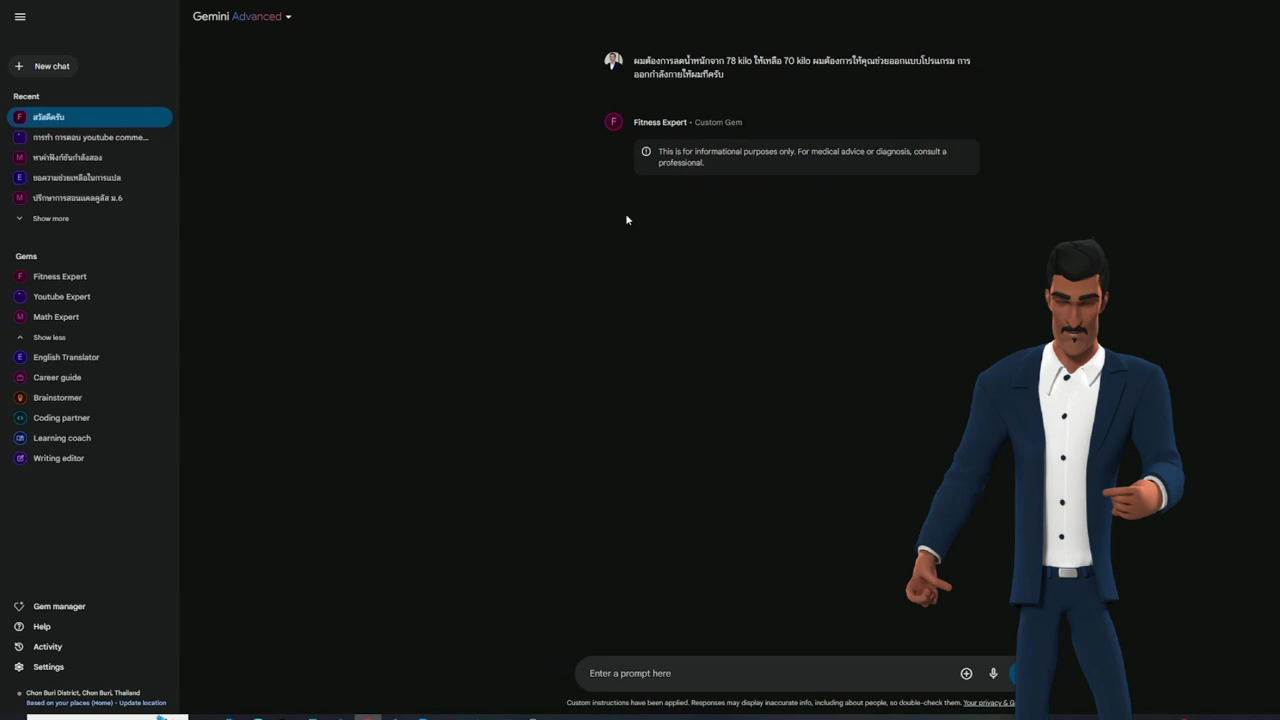 Gemini Advanced
New chat
Recent
สวัสดีครับ
การทำ การตอบ youtube comme...
หาค่าฟังก์ชันกำลังสอง
ขอความช่วยเหลือในการแปล
ปรึกษาการสอนแคลคูลัส ม.6
Show more
Gems
Fitness Expert
Youtube Expert
Math Expert
Show less
English Translator
Career guide
Brainstormer
Coding partner
Learning coach
Writing editor
Gem manager
Help
Activity
Settings
Chon Buri District, Chon Buri, Thailand
Based on your places (Home) • Update location
ผมต้องการลดน้ำหนักจาก 78 kilo ให้เหลือ 70 kilo ผมต้องการให้คุณช่วยออกแบบโปรแกรม การ
ออกกำลังกายให้ผมทีครับ
F
Fitness Expert • Custom Gem
This is for informational purposes only. For medical advice or diagnosis, consult a
professional.
Enter a prompt here
Custom instructions have been applied. Responses may display inaccurate info, including about people, so double-check them. Your privacy & G